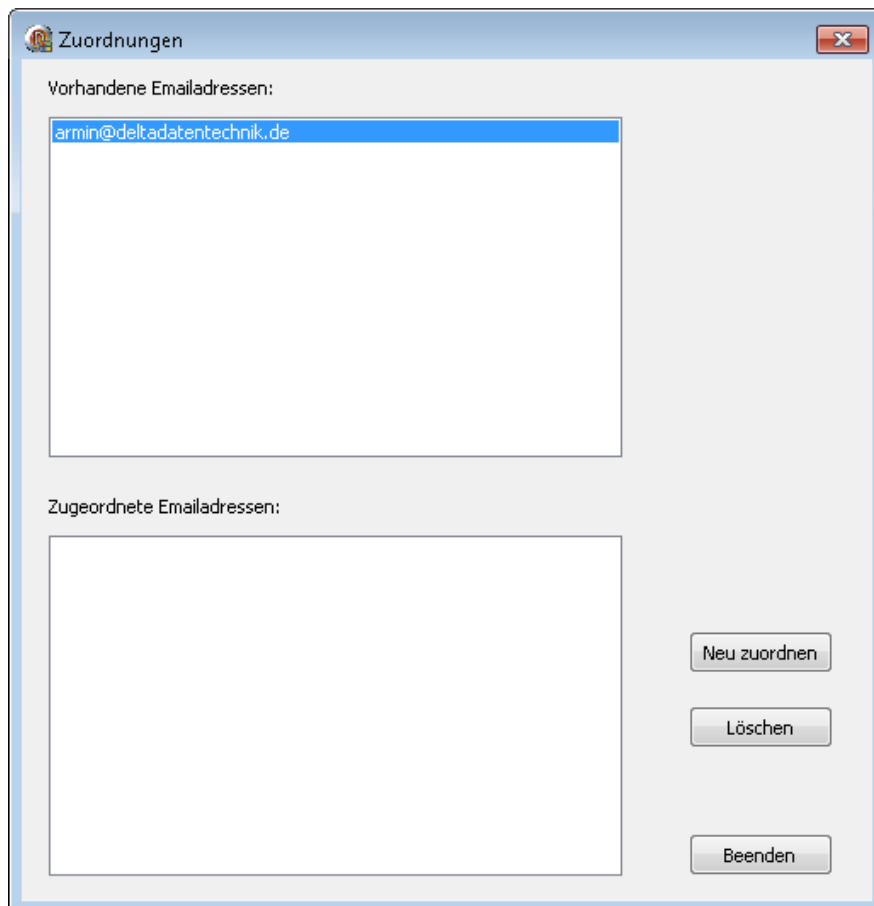 Zuordnungen
Vorhandene Emailadressen:
armin@deltadatentechnik.de
Zugeordnete Emailadressen:
Neu zuordnen
Löschen
Beenden